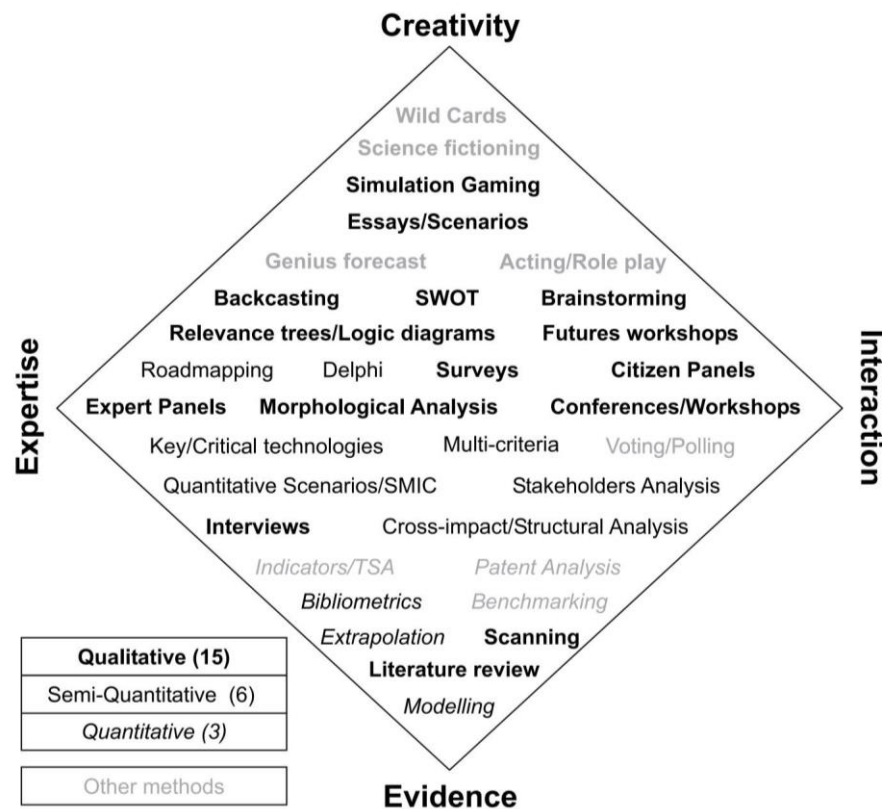 Creativity
Wild Cards
Science fictioning
Simulation Gaming
Essays/Scenarios
Genius forecast Acting/Role play
Backcasting SWOT Brainstorming
Relevance trees/Logic diagrams Futures workshops
Roadmapping Delphi Surveys Citizen Panels
Expert Panels Morphological Analysis Conferences/Workshops
Key/Critical technologies Multi-criteria Voting/Polling
Quantitative Scenarios/SMIC Stakeholders Analysis
Interviews Cross-impact/Structural Analysis
Indicators/TSA Patent Analysis
Bibliometrics Benchmarking
Extrapolation Scanning
Literature review
Modelling
Evidence
Expertise
Interaction
Qualitative (15)
Semi-Quantitative (6)
Quantitative (3)
Other methods